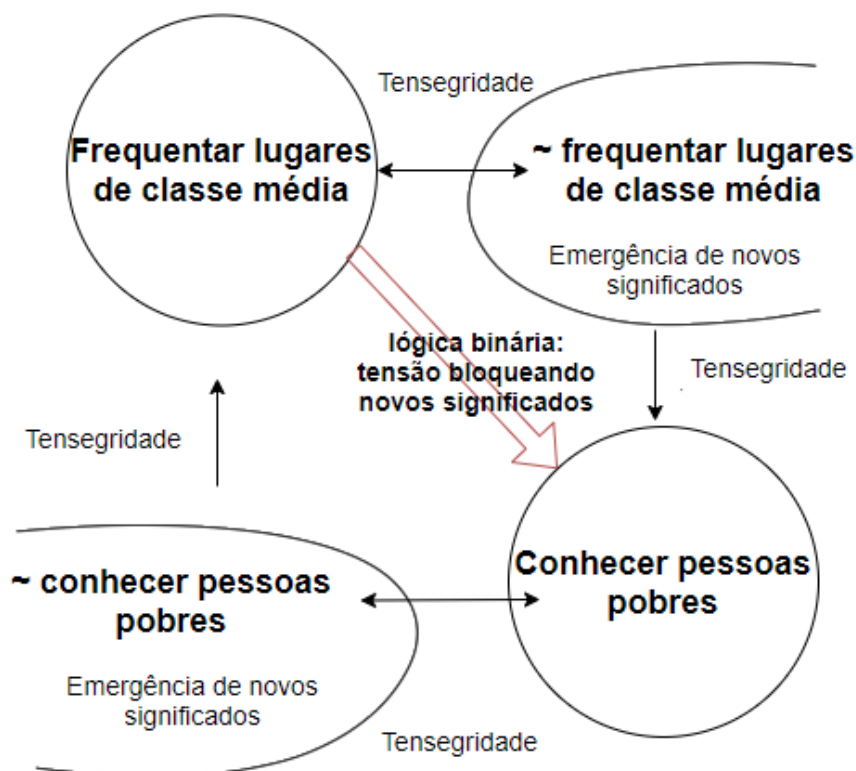 Tensegridade
Frequentar lugares
de classe média
~ frequentar lugares
de classe média
Emergência de novos
significados
lógica binária:
tensão bloqueando
novos significados
Tensegridade
Tensegridade
Conhecer pessoas
pobres
~ conhecer pessoas
pobres
Emergência de novos
significados
Tensegridade